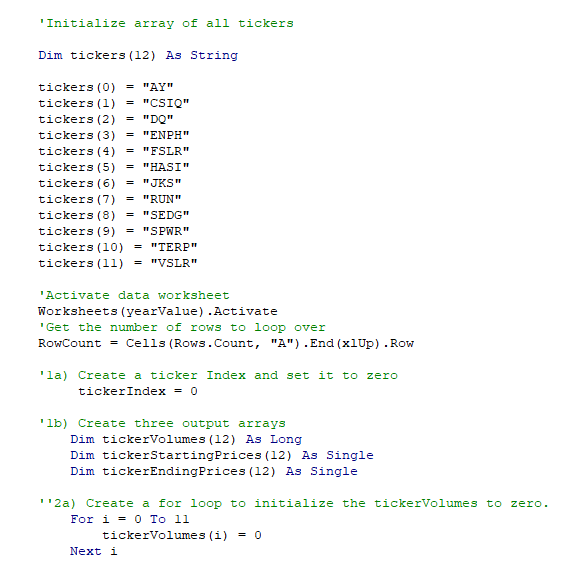 'Initialize array of all tickers
Dim tickers(12) As String
tickers(0) = "AY"
tickers(1) = "CSIQ"
tickers(2) = "DQ"
tickers(3) = "ENPH"
tickers(4) = "FSLR"
tickers(5) = "HASI"
tickers(6) = "JKS"
tickers(7) = "RUN"
tickers(8) = "SEDG"
tickers(9) = "SPWR"
tickers(10) = "TERP"
tickers(11) = "VSLR"
'Activate data worksheet
Worksheets(yearValue).Activate
'Get the number of rows to loop over
RowCount = Cells(Rows.Count, "A").End(xlUp).Row
'1a) Create a ticker Index and set it to zero
tickerIndex = 0
'1b) Create three output arrays
Dim tickerVolumes(12) As Long
Dim tickerStartingPrices(12) As Single
Dim tickerEndingPrices(12) As Single
''2a) Create a for loop to initialize the tickerVolumes to zero.
For i = 0 To 11
tickerVolumes(i) = 0
Next i